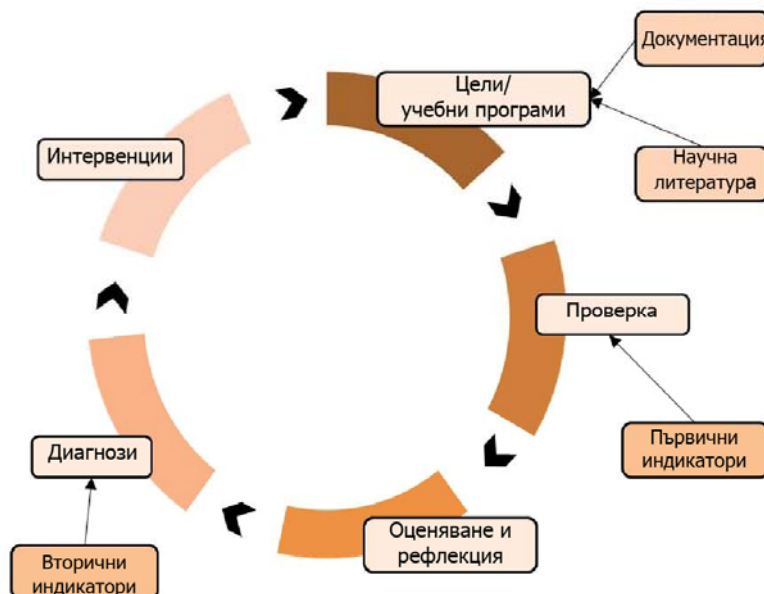 Документация
Цели/
учебни програми
Научна
литература
Интервенции
Проверка
Първични
индикатори
Диагнози
Оценяване и
рефлекция
Вторични
индикатори